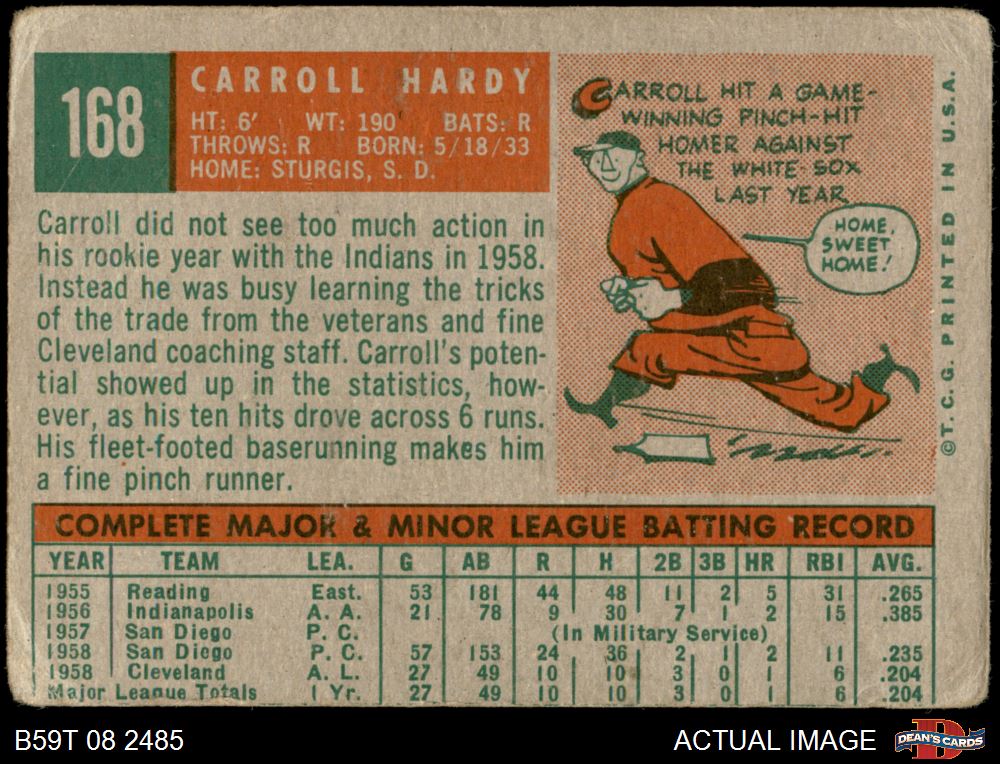 168
CARROLL HARDY
HT: 6' WT: 190 BATS: R
THROWS: R BORN: 5/18/33
HOME: STURGIS, S. D.
Carroll did not see too much action in
his rookie year with the Indians in 1958.
Instead he was busy learning the tricks
of the trade from the veterans and fine
Cleveland coaching staff. Carroll's poten-
tial showed up in the statistics, how-
ever, as his ten hits drove across 6 runs.
His fleet-footed baserunning makes him
a fine pinch runner.
CARROLL HIT A GAME-
WINNING PINCH-HIT
HOMER AGAINST
THE WHITE-SOX
LAST YEAR
HOME,
SWEET
HOME!
©T.C.G. PRINTED IN U.S.A.
COMPLETE MAJOR & MINOR LEAGUE BATTING RECORD
YEAR TEAM LEA. G AB R H 2B 3B HR RBI AVG.
1955 Reading East. 53 181 44 48 11 2 5 31 .265
1956 Indianapolis A. A. 21 78 9 30 7 1 2 15 .385
1957 San Diego P. C. (In Military Service)
1958 San Diego P. C. 57 153 24 36 2 1 2 11 .235
1958 Cleveland A. L. 27 49 10 10 3 0 1 6 .204
Major League Totals 1 Yr. 27 49 10 10 3 0 1 6 .204
B59T 08 2485
ACTUAL IMAGE
DEAN'S CARDS